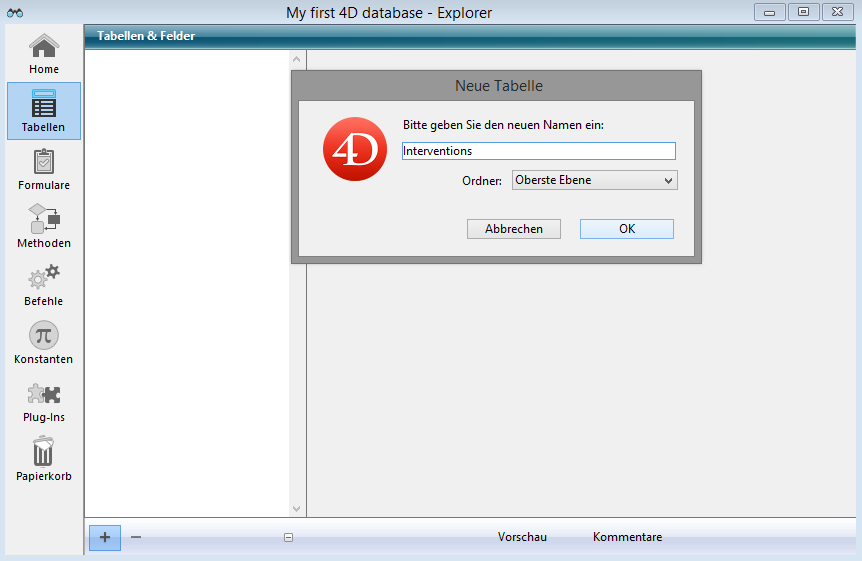 My first 4D database - Explorer
Home
Tabellen
Formulare
Methoden
Befehle
π
Konstanten
Plug-Ins
Papierkorb
Tabellen & Felder
Neue Tabelle
4D
Bitte geben Sie den neuen Namen ein:
Interventions
Ordner: Oberste Ebene
Abbrechen OK
Vorschau Kommentare